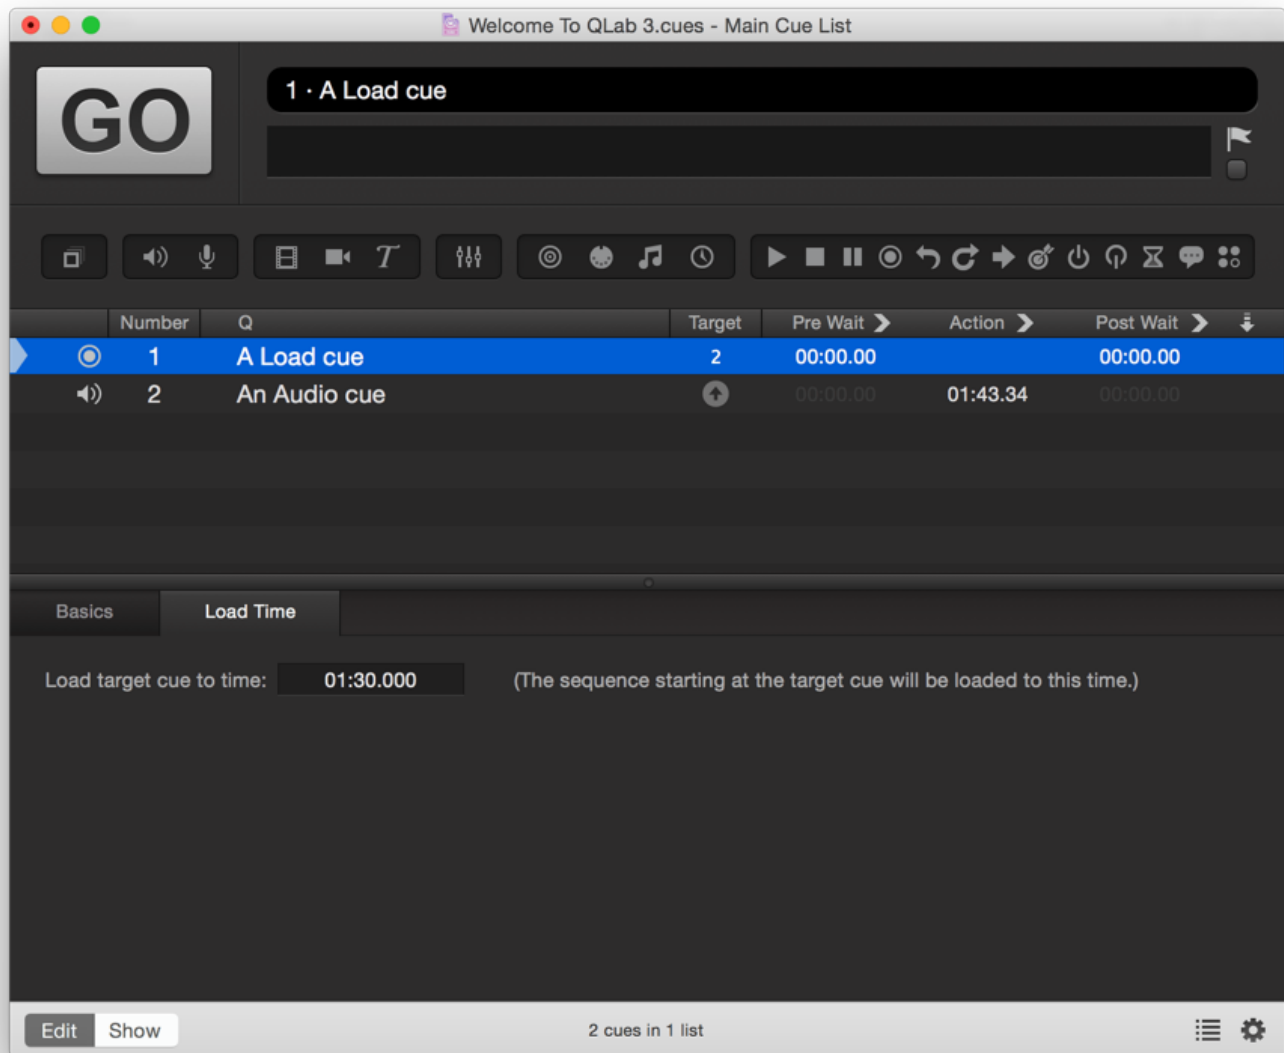 Welcome To QLab 3.cues - Main Cue List
GO
1 · A Load cue
T
Number Q Target Pre Wait Action Post Wait
1 A Load cue 2 00:00.00 00:00.00
2 An Audio cue 00:00.00 01:43.34 00:00.00
Basics Load Time
Load target cue to time: 01:30.000 (The sequence starting at the target cue will be loaded to this time.)
Edit Show 2 cues in 1 list